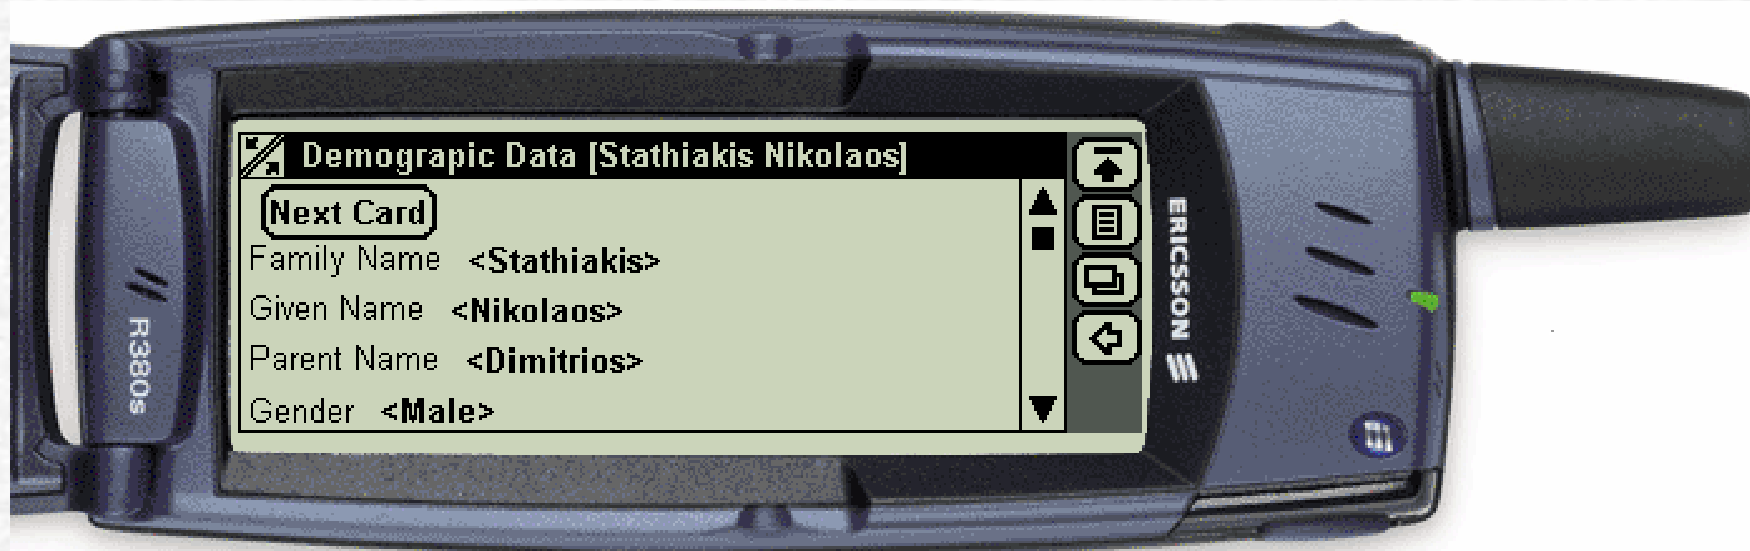 Demograpic Data [Stathiakis Nikolaos]
Next Card
Family Name <Stathiakis>
Given Name <Nikolaos>
Parent Name <Dimitrios>
Gender <Male>
ERICSSON
R380s